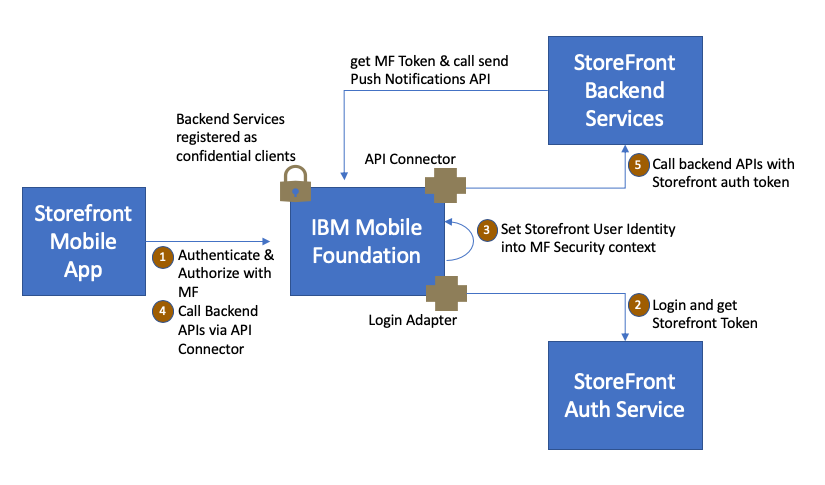 get MF Token & call send
Push Notifications API
StoreFront
Backend
Services
Backend Services
registered as
confidential clients
API Connector
5 Call backend APIs with
Storefront auth token
Storefront
Mobile
App
IBM Mobile
Foundation
3 Set Storefront User Identity
into MF Security context
1 Authenticate &
Authorize with
MF
4 Call Backend
APIs via API
Connector
Login Adapter
2 Login and get
Storefront Token
StoreFront
Auth Service